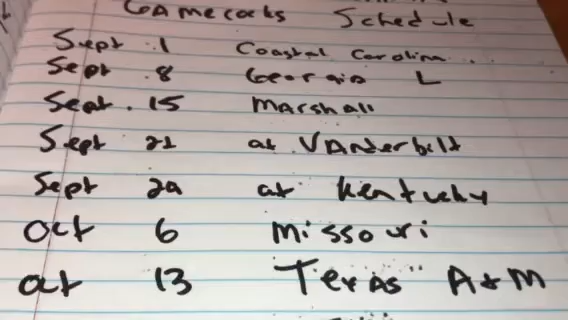 Gamecocks Schedule
Sept 1 Coastal Carolina
Sept 8 Georgia L
Sept. 15 Marshall
Sept 22 at Vanderbilt
Sept 29 at Kentucky
Oct 6 Missouri
Oct 13 Texas A+M